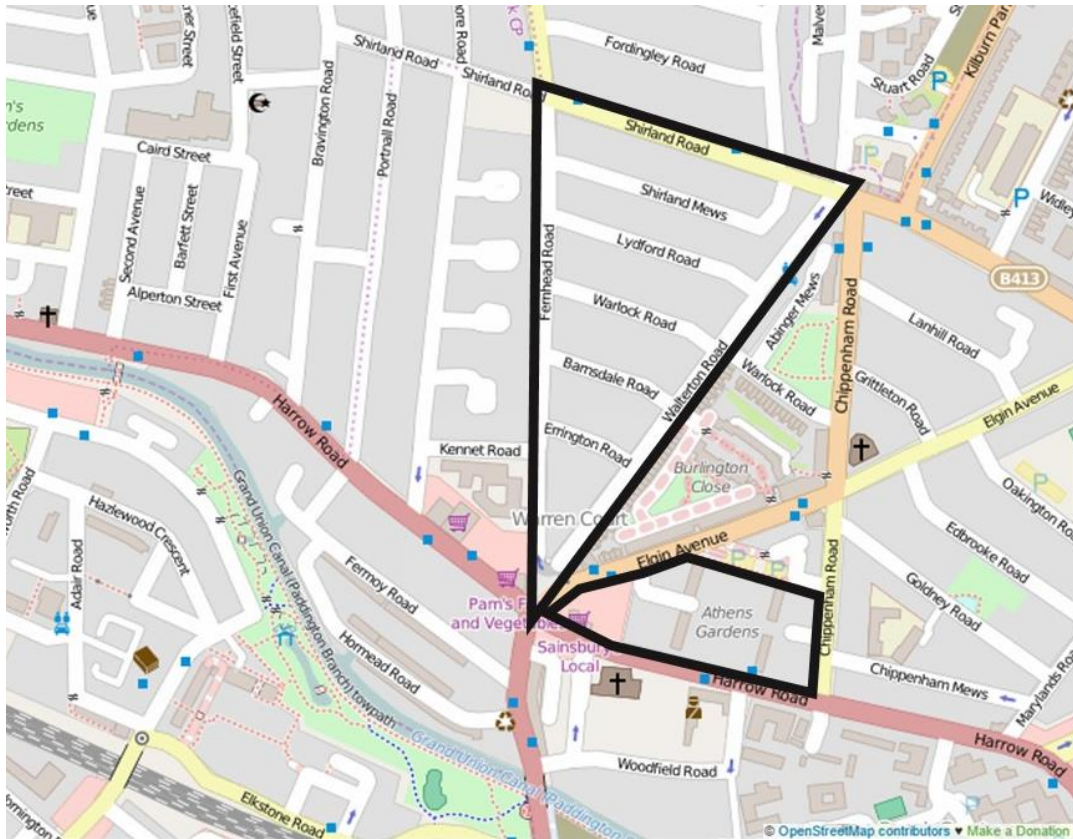 Shirland Road
Shirland Road
Fordingley Road
Stuart Road
Kilburn Par
Bravington Road
Portnall Road
Caird Street
Second Avenue
Barfett Street
First Avenue
Alperton Street
Shirland Road
Shirland Mews
Lydford Road
Fernhead Road
Warlock Road
Abinger Mews
B413
Chippenham Road
Lanhill Road
Barnsdale Road
Walterton Road
Warlock Road
Grittleton Road
Elgin Avenue
Harrow Road
Kennet Road
Errington Road
Burlington
Close
Oakington Road
Hazlewood Crescent
Grand Union Canal (Paddington Branch) towpath
Warren Court
Elgin Avenue
Edbrooke Road
Goldney Road
Adair Road
Fermoy Road
Pam's F
and Vegetable
Athens
Gardens
Chippenham Road
Hormead Road
Sainsbury
Local
Chippenham Mews
Marylands Road
Harrow Road
Harrow Road
Grand Union Canal (Paddington
Woodfield Road
Elkstone Road
© OpenStreetMap contributors ♥ Make a Donation